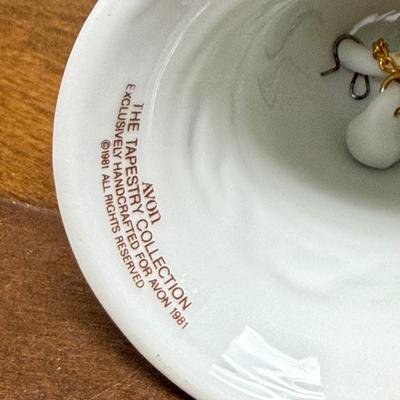 AVON
THE TAPESTRY COLLECTION
EXCLUSIVELY HANDCRAFTED FOR AVON 1981
©1981 ALL RIGHTS RESERVED